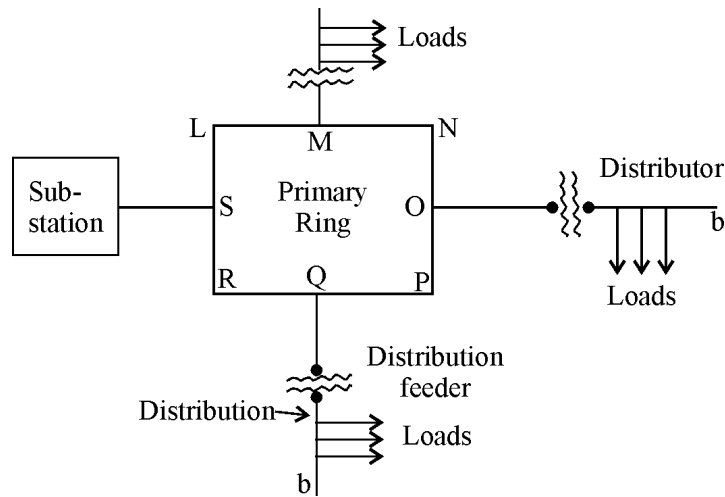 Loads
L
M
N
Sub-
station
S
Primary
Ring
O
Distributor
b
R
Q
P
Loads
Distribution
feeder
Distribution
Loads
b